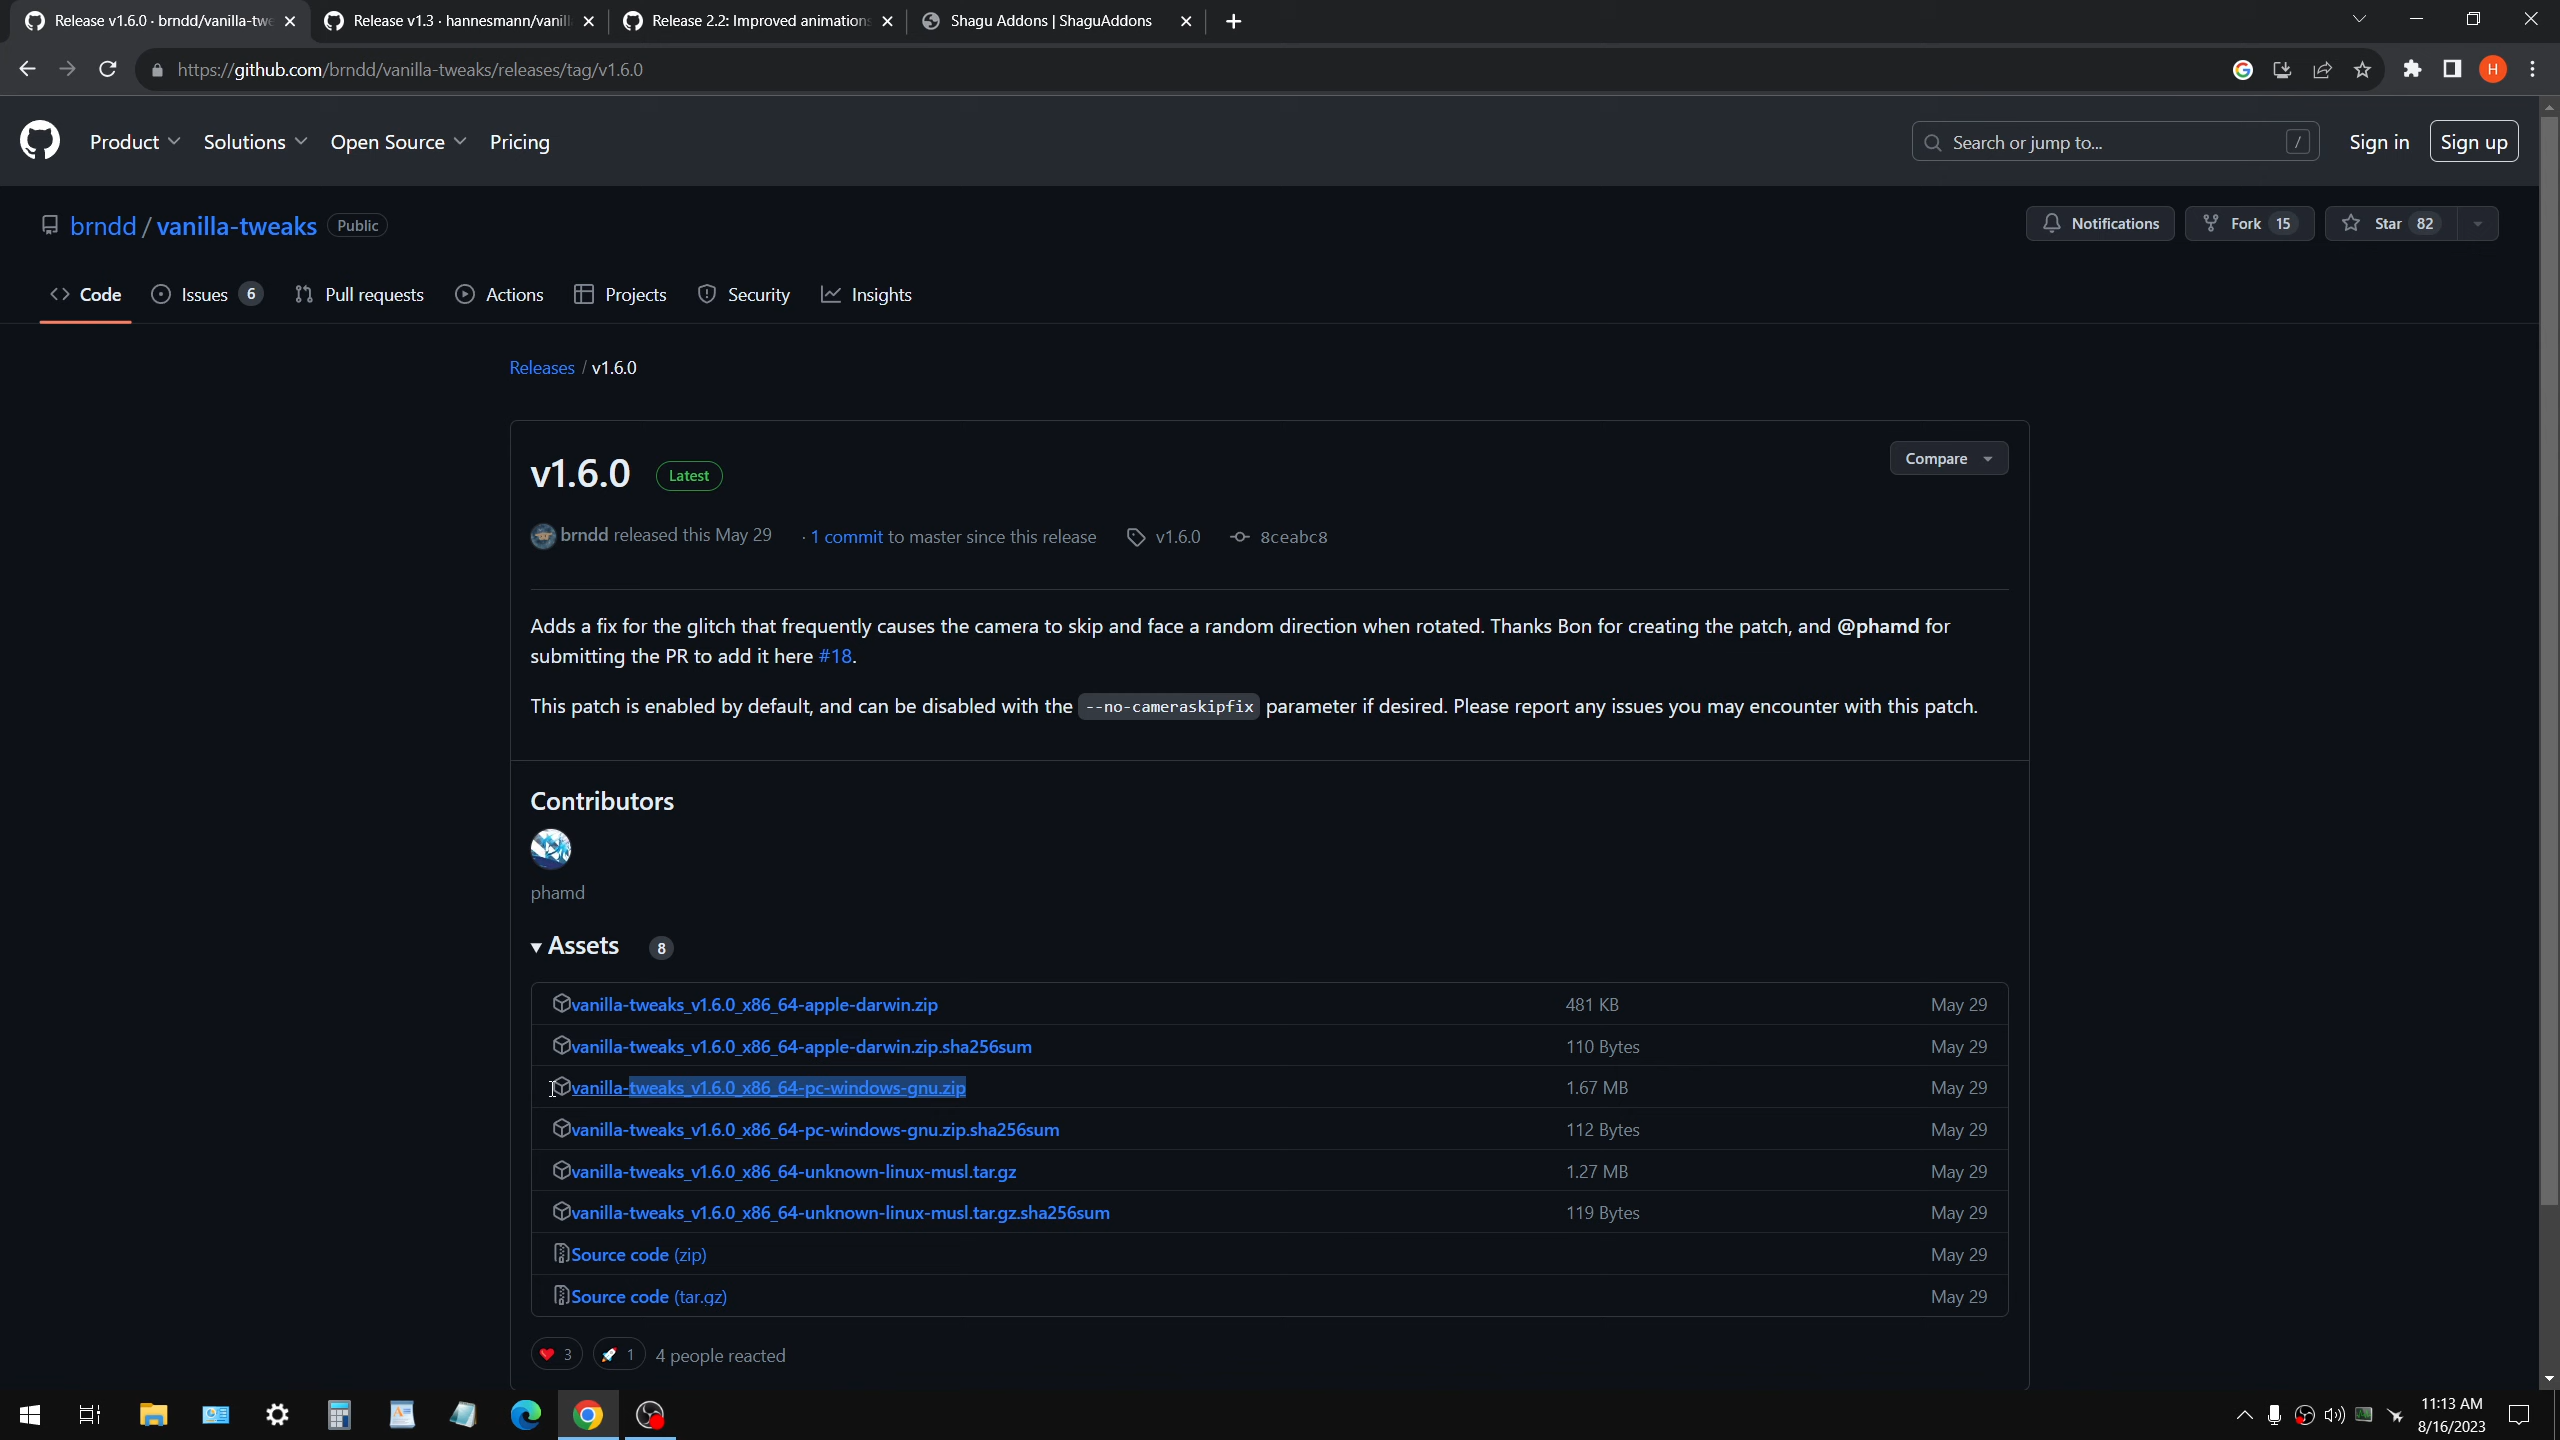 Release v1.6.0 · brndd/vanilla-twe
Release v1.3 · hannesmann/vanill
Release 2.2: Improved animations
Shagu Addons | ShaguAddons
https://github.com/brndd/vanilla-tweaks/releases/tag/v1.6.0
H
Product
Solutions
Open Source
Pricing
Search or jump to...
/
Sign in
Sign up
brndd / vanilla-tweaks
Public
Notifications
Fork 15
Star 82
Code
Issues 6
Pull requests
Actions
Projects
Security
Insights
Releases / v1.6.0
v1.6.0
Latest
Compare
brndd released this May 29
· 1 commit to master since this release
v1.6.0
8ceabc8
Adds a fix for the glitch that frequently causes the camera to skip and face a random direction when rotated. Thanks Bon for creating the patch, and @phamd for
submitting the PR to add it here #18.
This patch is enabled by default, and can be disabled with the --no-cameraskipfix parameter if desired. Please report any issues you may encounter with this patch.
Contributors
phamd
Assets 8
vanilla-tweaks_v1.6.0_x86_64-apple-darwin.zip 481 KB May 29
vanilla-tweaks_v1.6.0_x86_64-apple-darwin.zip.sha256sum 110 Bytes May 29
vanilla-tweaks_v1.6.0_x86_64-pc-windows-gnu.zip 1.67 MB May 29
vanilla-tweaks_v1.6.0_x86_64-pc-windows-gnu.zip.sha256sum 112 Bytes May 29
vanilla-tweaks_v1.6.0_x86_64-unknown-linux-musl.tar.gz 1.27 MB May 29
vanilla-tweaks_v1.6.0_x86_64-unknown-linux-musl.tar.gz.sha256sum 119 Bytes May 29
Source code (zip) May 29
Source code (tar.gz) May 29
3
1
4 people reacted
11:13 AM
8/16/2023